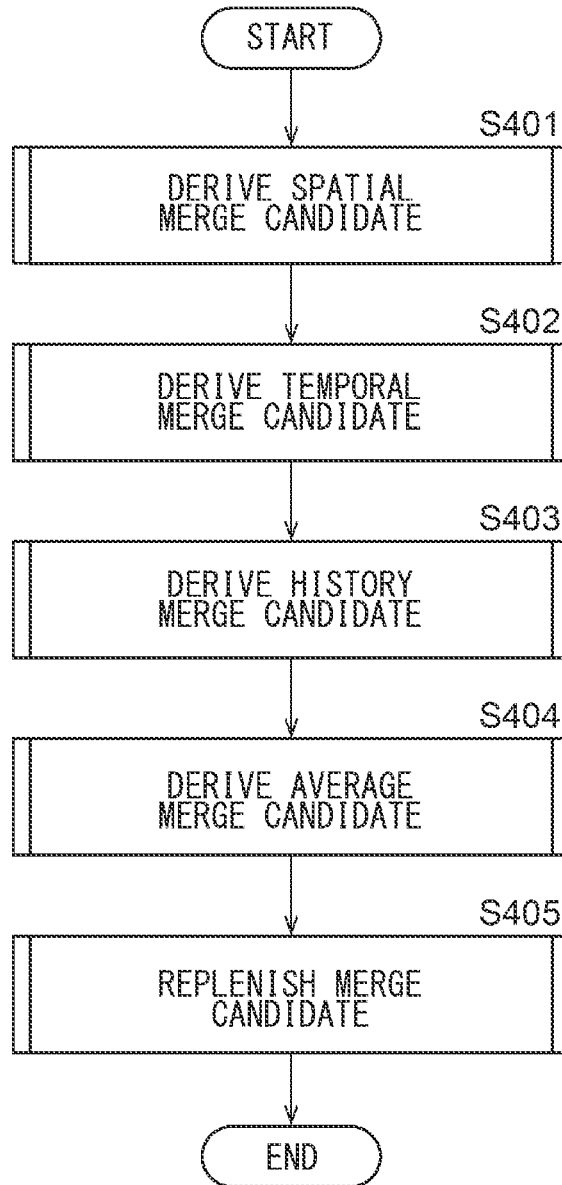 START
S401
DERIVE SPATIAL
MERGE CANDIDATE
S402
DERIVE TEMPORAL
MERGE CANDIDATE
S403
DERIVE HISTORY
MERGE CANDIDATE
S404
DERIVE AVERAGE
MERGE CANDIDATE
S405
REPLENISH MERGE
CANDIDATE
END